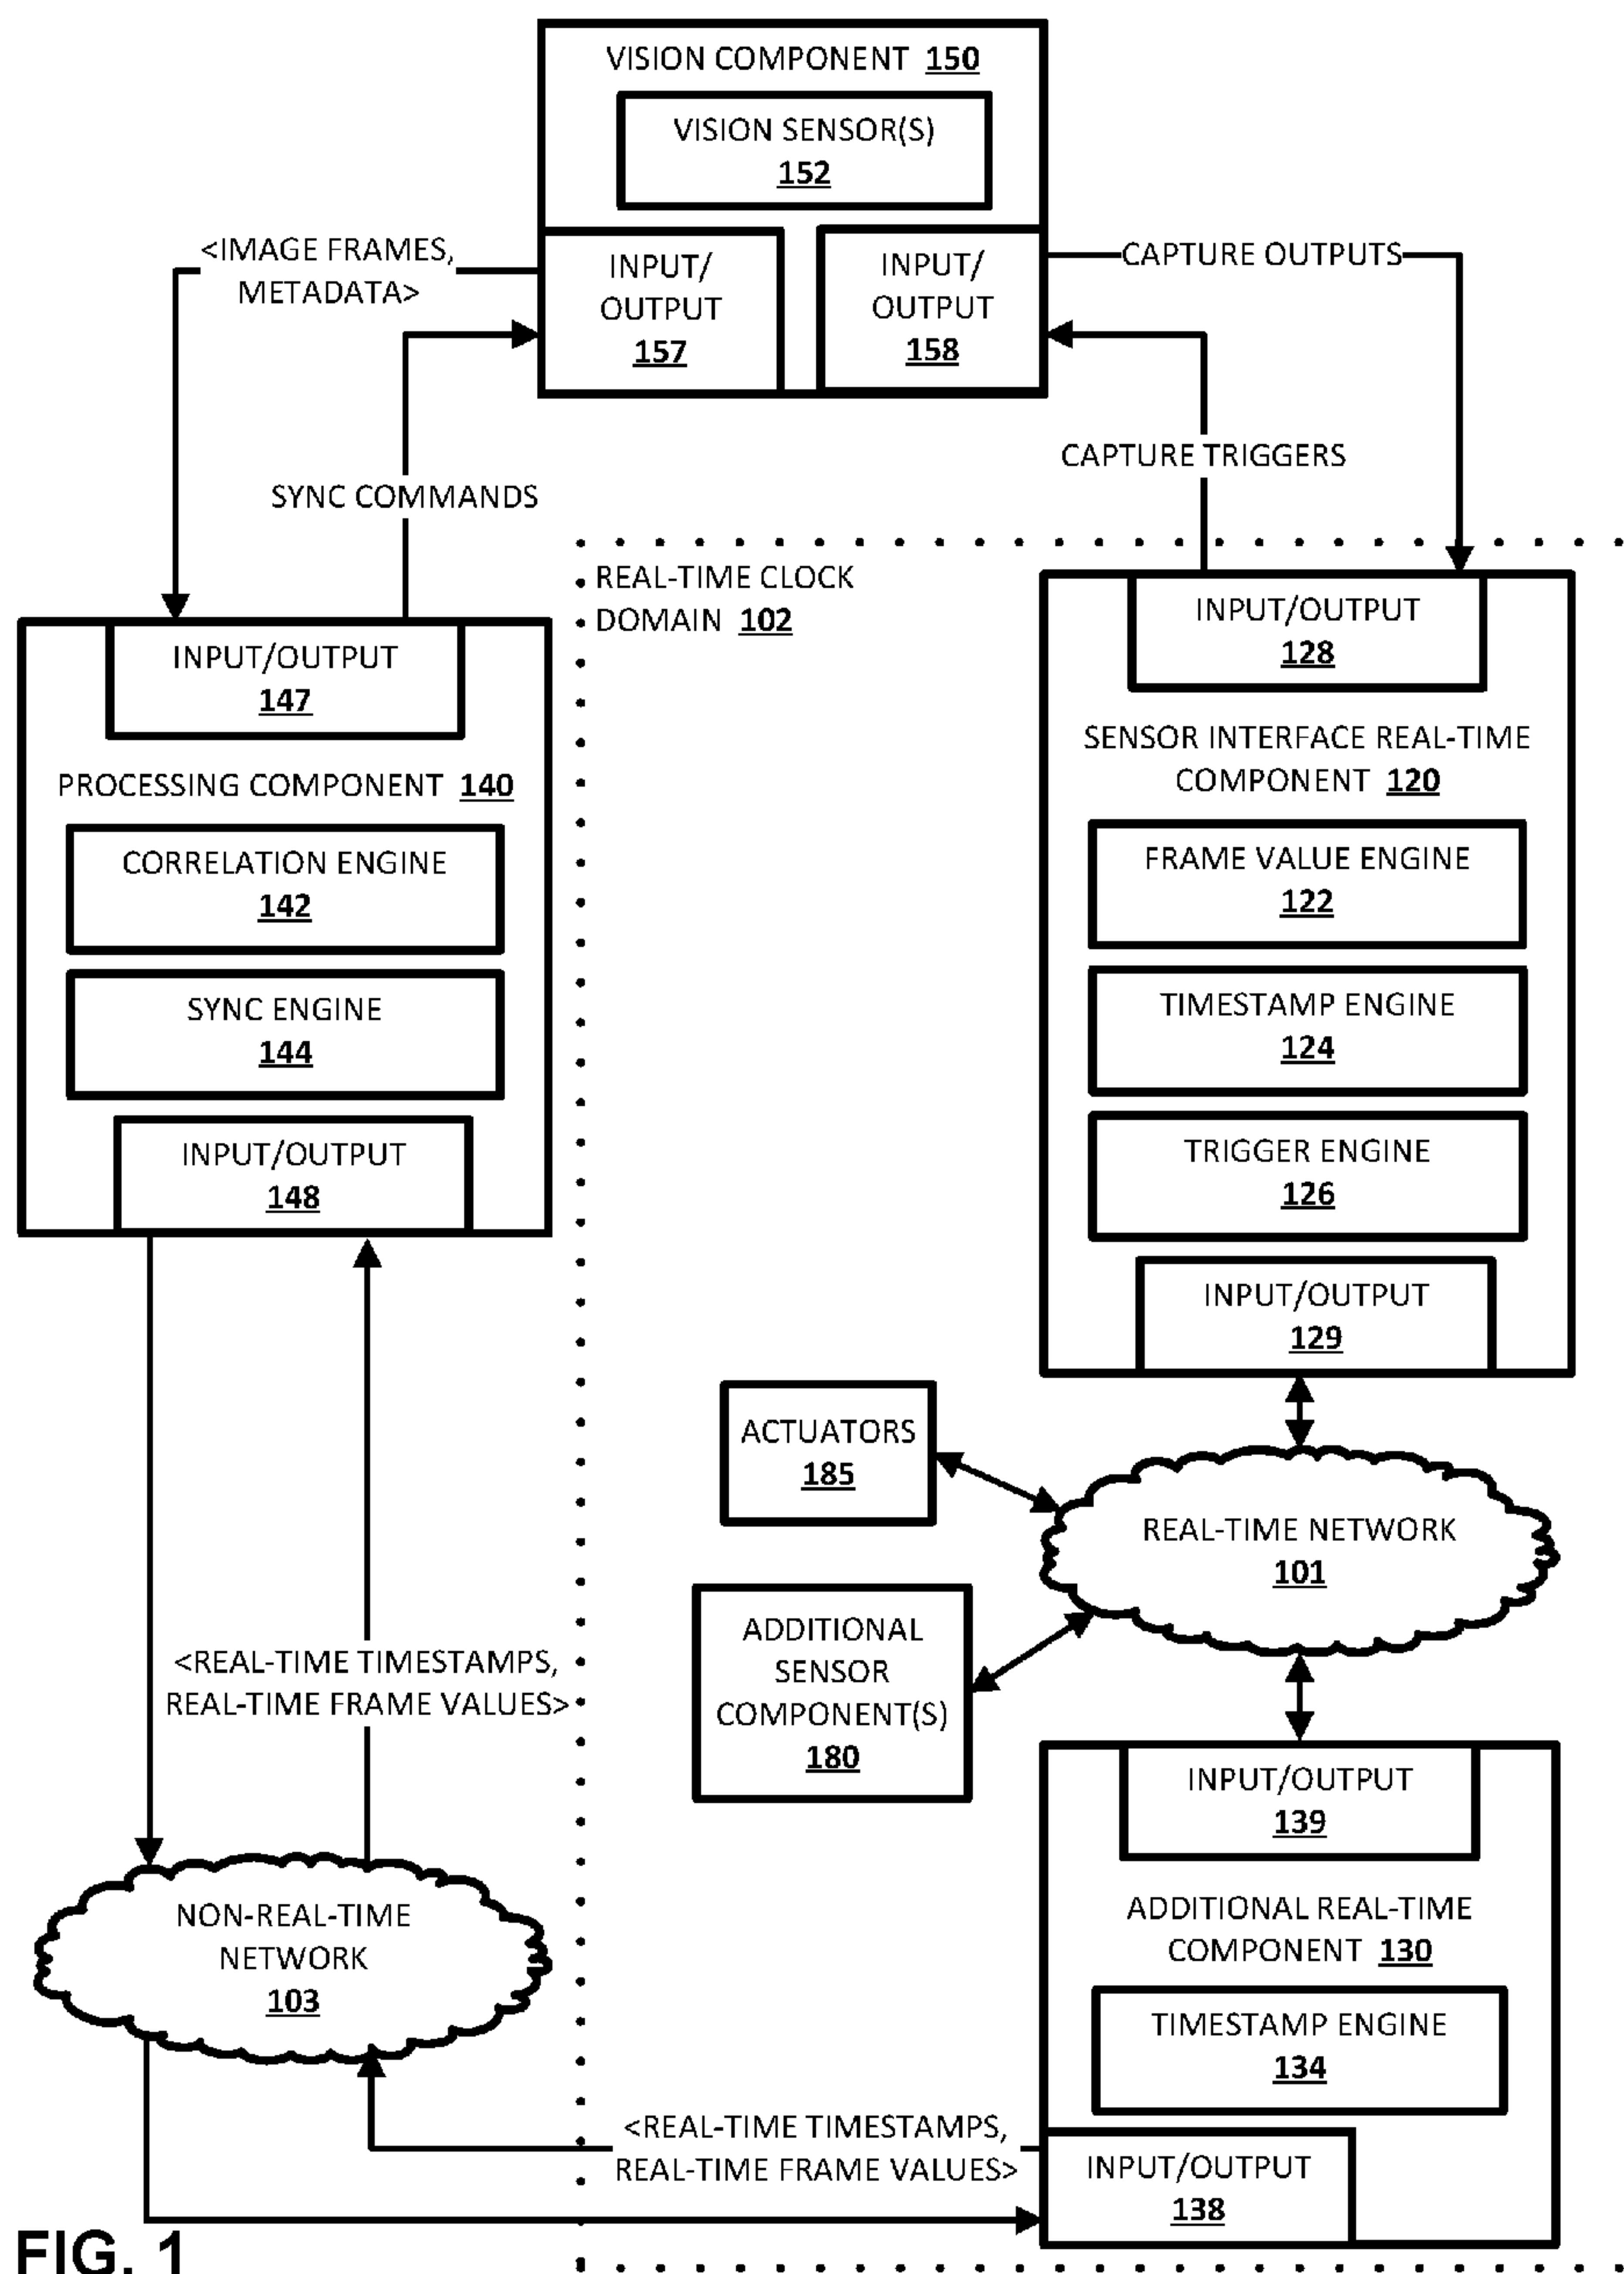 VISION COMPONENT 150
VISION SENSOR(S)
152
INPUT/
OUTPUT
157
INPUT/
OUTPUT
158
<IMAGE FRAMES,
METADATA>
CAPTURE OUTPUTS
SYNC COMMANDS
CAPTURE TRIGGERS
REAL-TIME CLOCK
DOMAIN 102
INPUT/OUTPUT
147
PROCESSING COMPONENT 140
CORRELATION ENGINE
142
SYNC ENGINE
144
INPUT/OUTPUT
148
INPUT/OUTPUT
128
SENSOR INTERFACE REAL-TIME
COMPONENT 120
FRAME VALUE ENGINE
122
TIMESTAMP ENGINE
124
TRIGGER ENGINE
126
INPUT/OUTPUT
129
ACTUATORS
185
REAL-TIME NETWORK
101
ADDITIONAL
SENSOR
COMPONENT(S)
180
<REAL-TIME TIMESTAMPS,
REAL-TIME FRAME VALUES>
INPUT/OUTPUT
139
ADDITIONAL REAL-TIME
COMPONENT 130
TIMESTAMP ENGINE
134
INPUT/OUTPUT
138
NON-REAL-TIME
NETWORK
103
<REAL-TIME TIMESTAMPS,
REAL-TIME FRAME VALUES>
FIG. 1